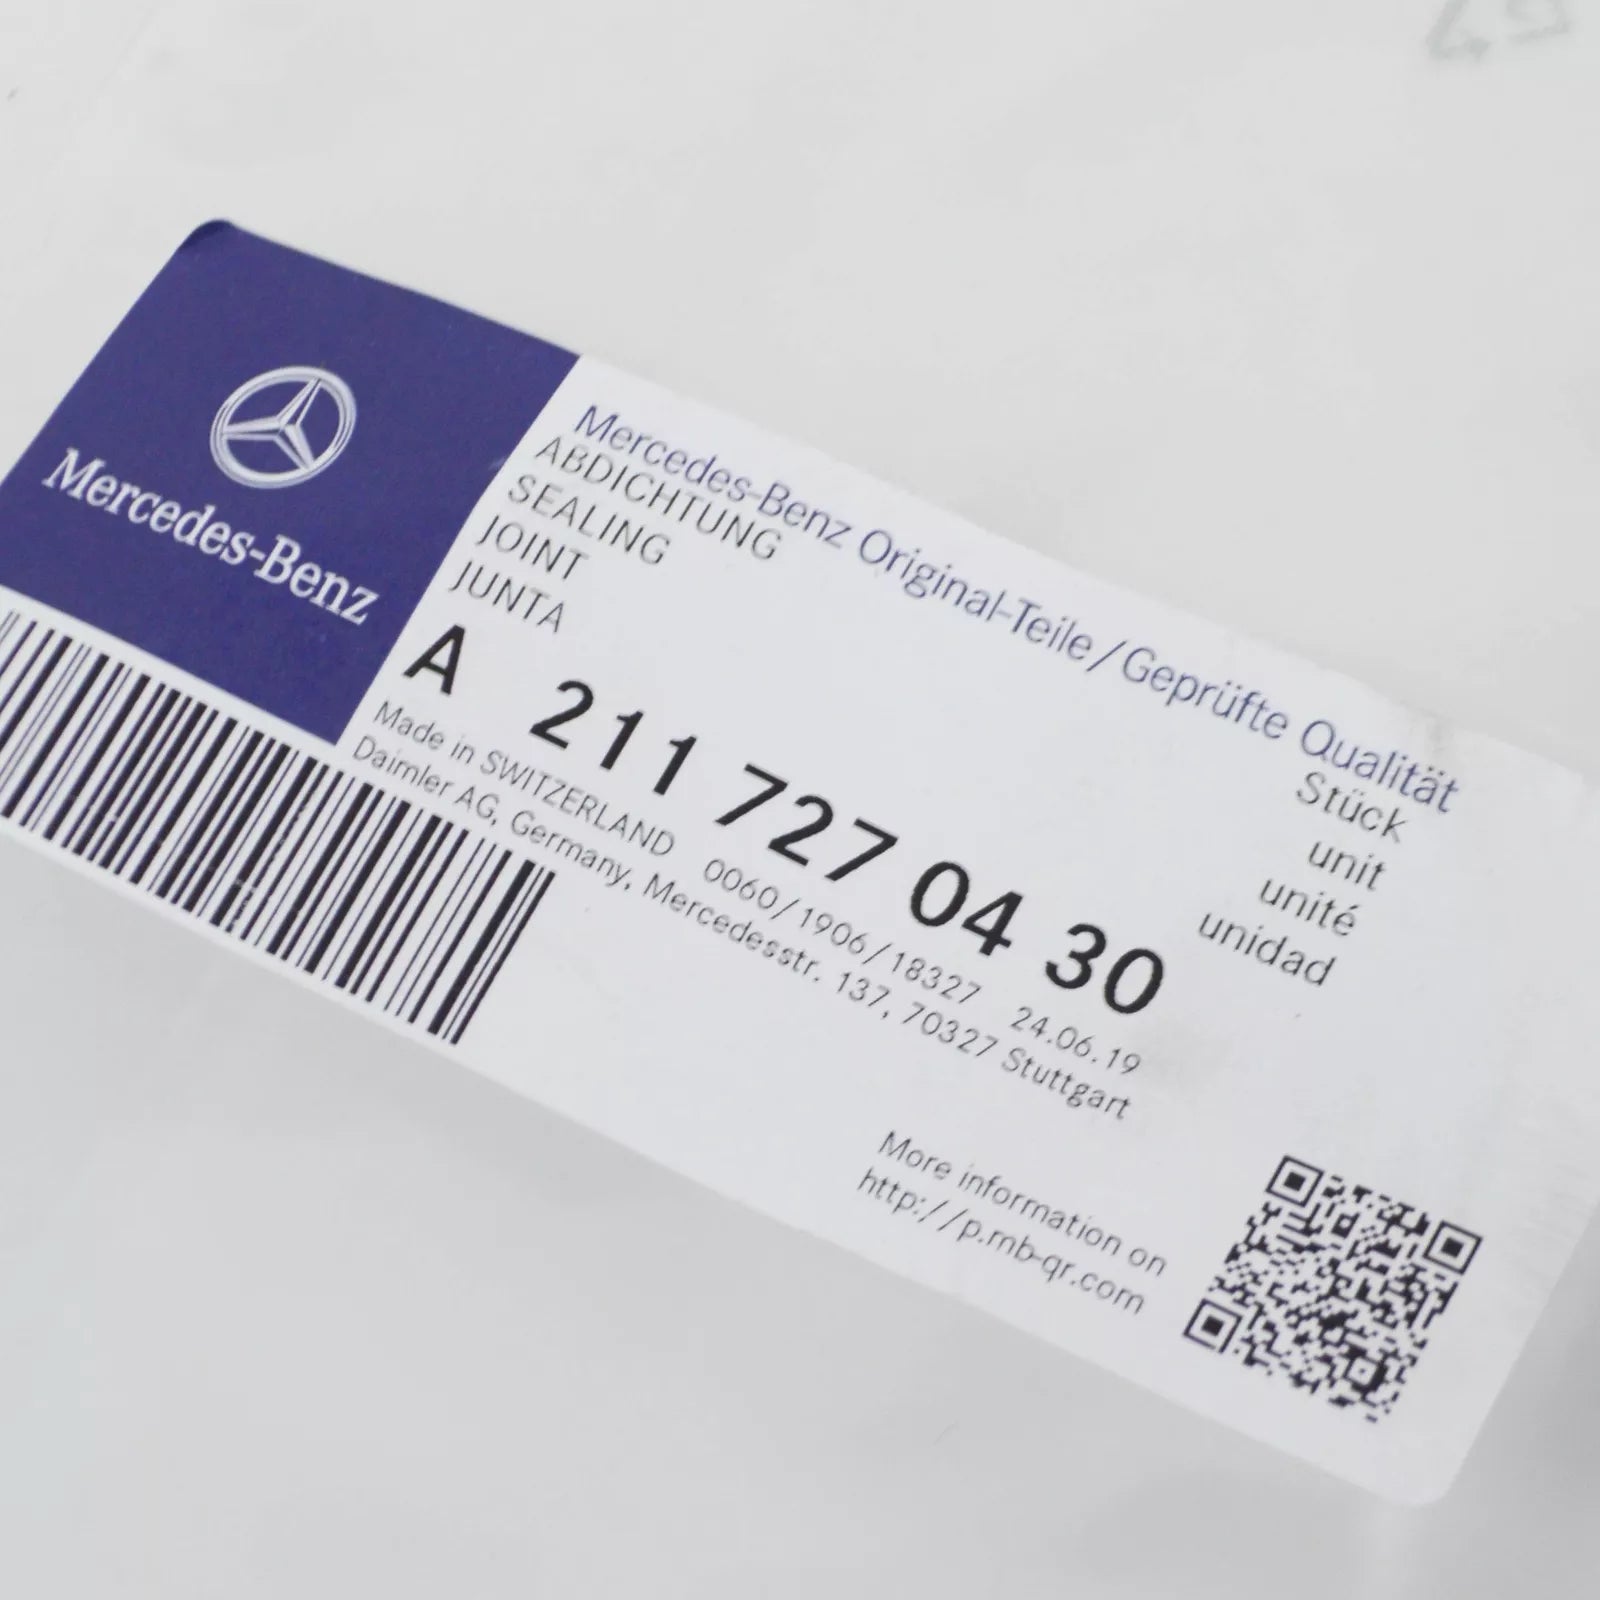 Mercedes-Benz
Mercedes-Benz Original-Teile/Geprüfte Qualität
ABDICHTUNG
SEALING
JOINT
JUNTA
Stück
unit
unité
unidad
A 211 727 04 30
Made in SWITZERLAND 0060/1906/18327 24.06.19
Daimler AG, Germany, Mercedesstr. 137, 70327 Stuttgart
More information on
http://p.mb-qr.com